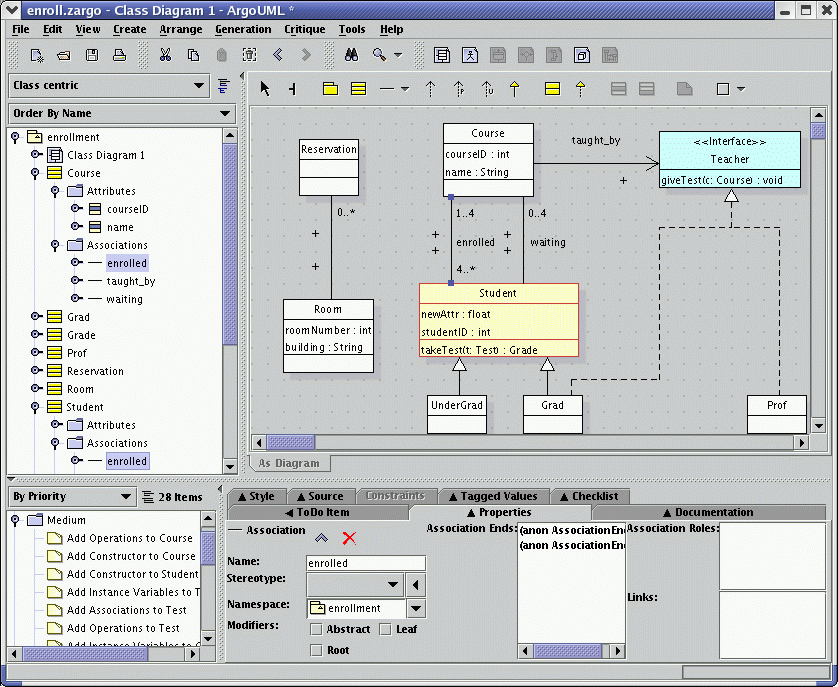 enroll.zargo - Class Diagram 1 - ArgoUML *
File Edit View Create Arrange Generation Critique Tools Help
Class centric
Order By Name
enrollment
Class Diagram 1
Course
Attributes
courseID
name
Associations
enrolled
taught_by
waiting
Grad
Grade
Prof
Reservation
Room
Student
Attributes
Associations
enrolled
Reservation
Course
courseID : int
name : String
taught_by
+
<<Interface>>
Teacher
giveTest(c: Course) : void
0..*
+
+
1..4
0..4
+
+
enrolled
+
+
waiting
4..*
Room
roomNumber : int
building : String
Student
newAttr : float
studentID : int
takeTest(t: Test) : Grade
UnderGrad
Grad
Prof
As Diagram
By Priority
28 Items
Medium
Add Operations to Course
Add Constructor to Course
Add Constructor to Student
Add Instance Variables to T
Add Associations to Test
Add Operations to Test
Add Instance Variables to
Style
Source
Constraints
Tagged Values
Checklist
ToDo Item
Properties
Documentation
Association
Name:
enrolled
Stereotype:
Namespace:
enrollment
Modifiers:
Abstract
Leaf
Root
Association Ends:
(anon AssociationEnd
(anon AssociationEnd
Association Roles:
Links: